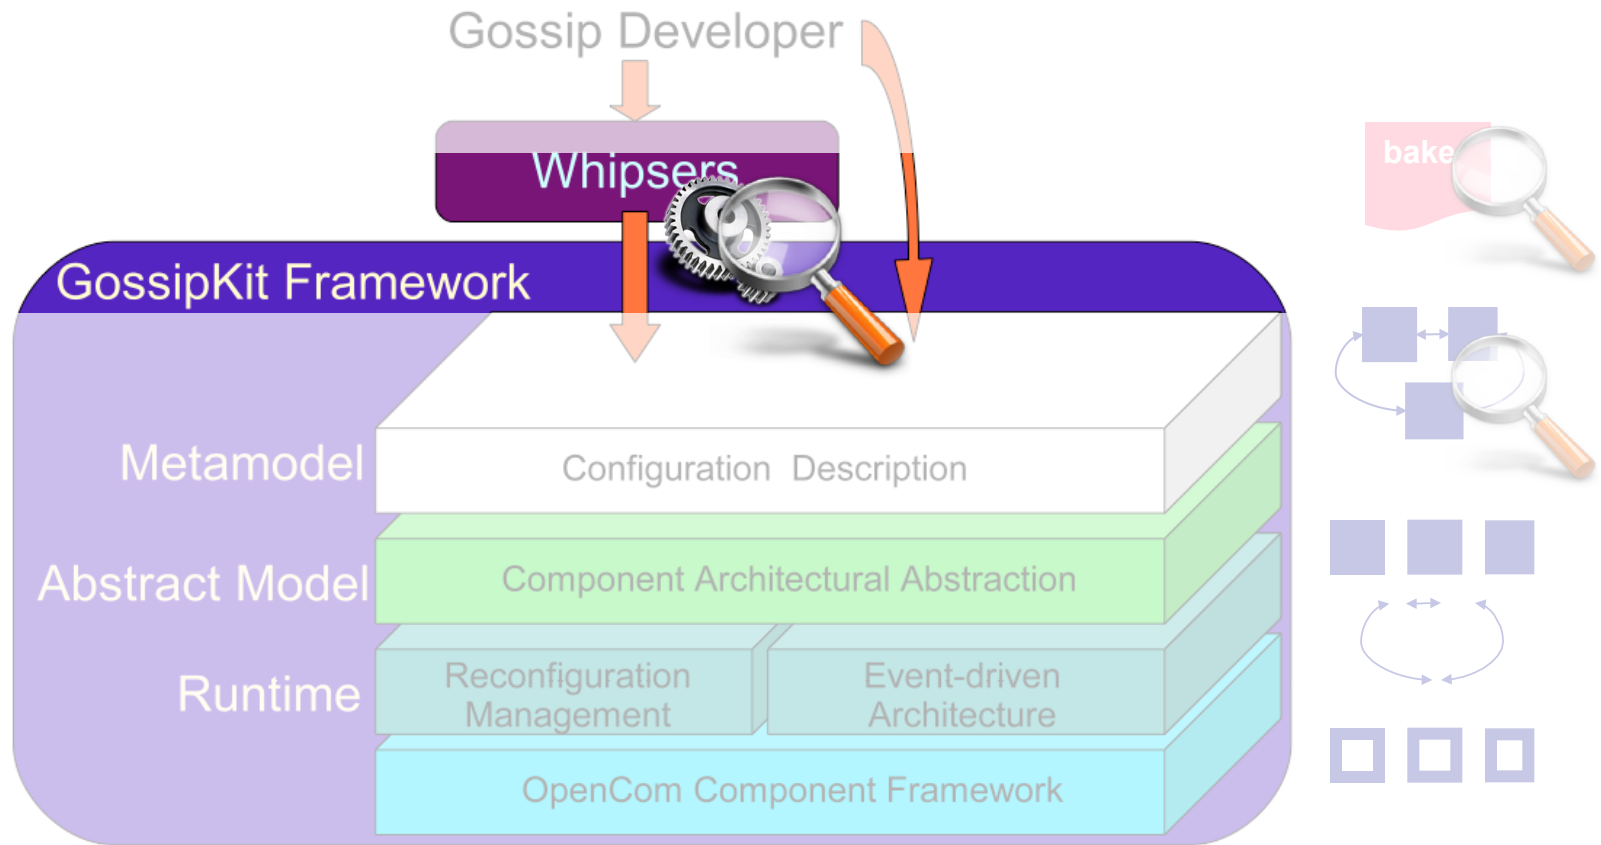 Gossip Developer
Whipsers
bake
GossipKit Framework
Metamodel
Configuration Description
Abstract Model
Component Architectural Abstraction
Runtime
Reconfiguration
Management
Event-driven
Architecture
OpenCom Component Framework